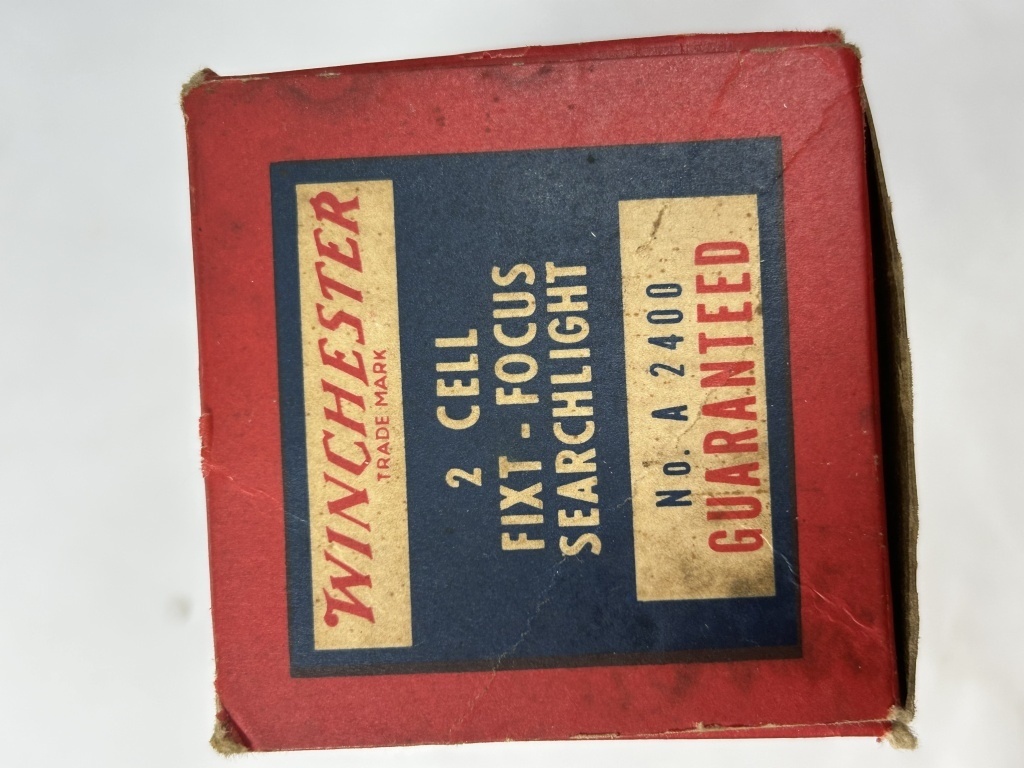 WINCHESTER
TRADE MARK
2 CELL
FIXT - FOCUS
SEARCHLIGHT
No. A 2400
GUARANTEED